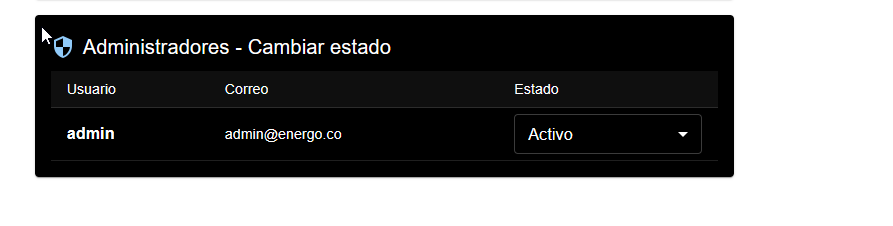 Administradores - Cambiar estado
Usuario Correo Estado
admin admin@energo.co Activo